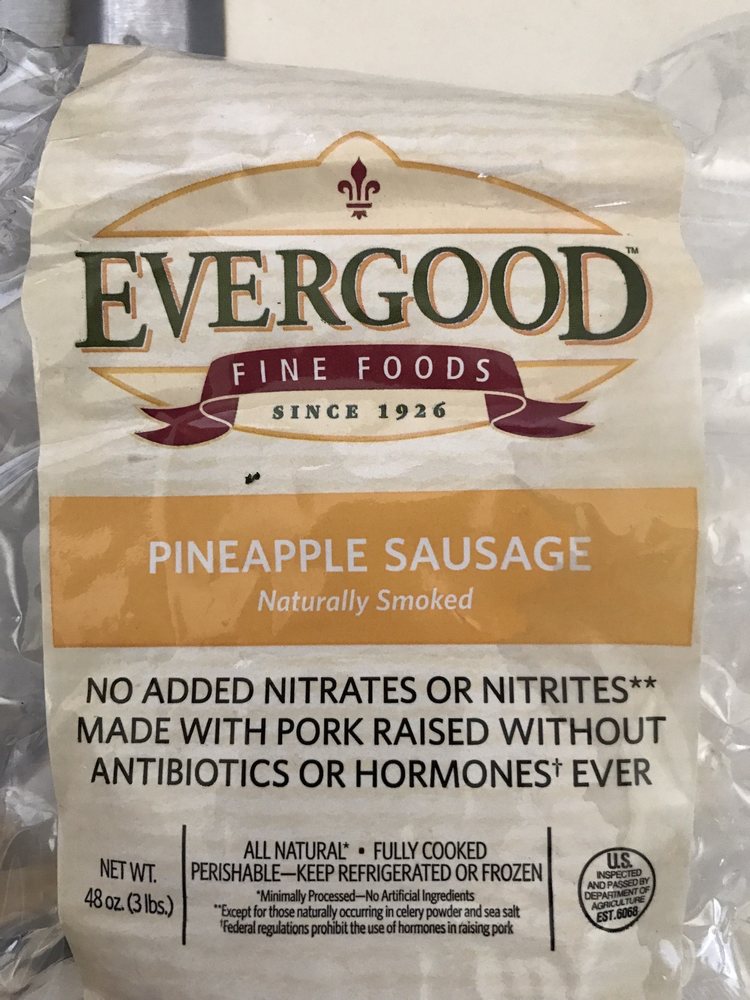 EVERGOOD™
FINE FOODS
SINCE 1926
PINEAPPLE SAUSAGE
Naturally Smoked
NO ADDED NITRATES OR NITRITES**
MADE WITH PORK RAISED WITHOUT
ANTIBIOTICS OR HORMONES† EVER
NET WT.
48 oz. (3 lbs.)
ALL NATURAL* • FULLY COOKED
PERISHABLE—KEEP REFRIGERATED OR FROZEN
*Minimally Processed—No Artificial Ingredients
**Except for those naturally occurring in celery powder and sea salt
†Federal regulations prohibit the use of hormones in raising pork
U.S.
INSPECTED
AND PASSED BY
DEPARTMENT OF
AGRICULTURE
EST. 6068